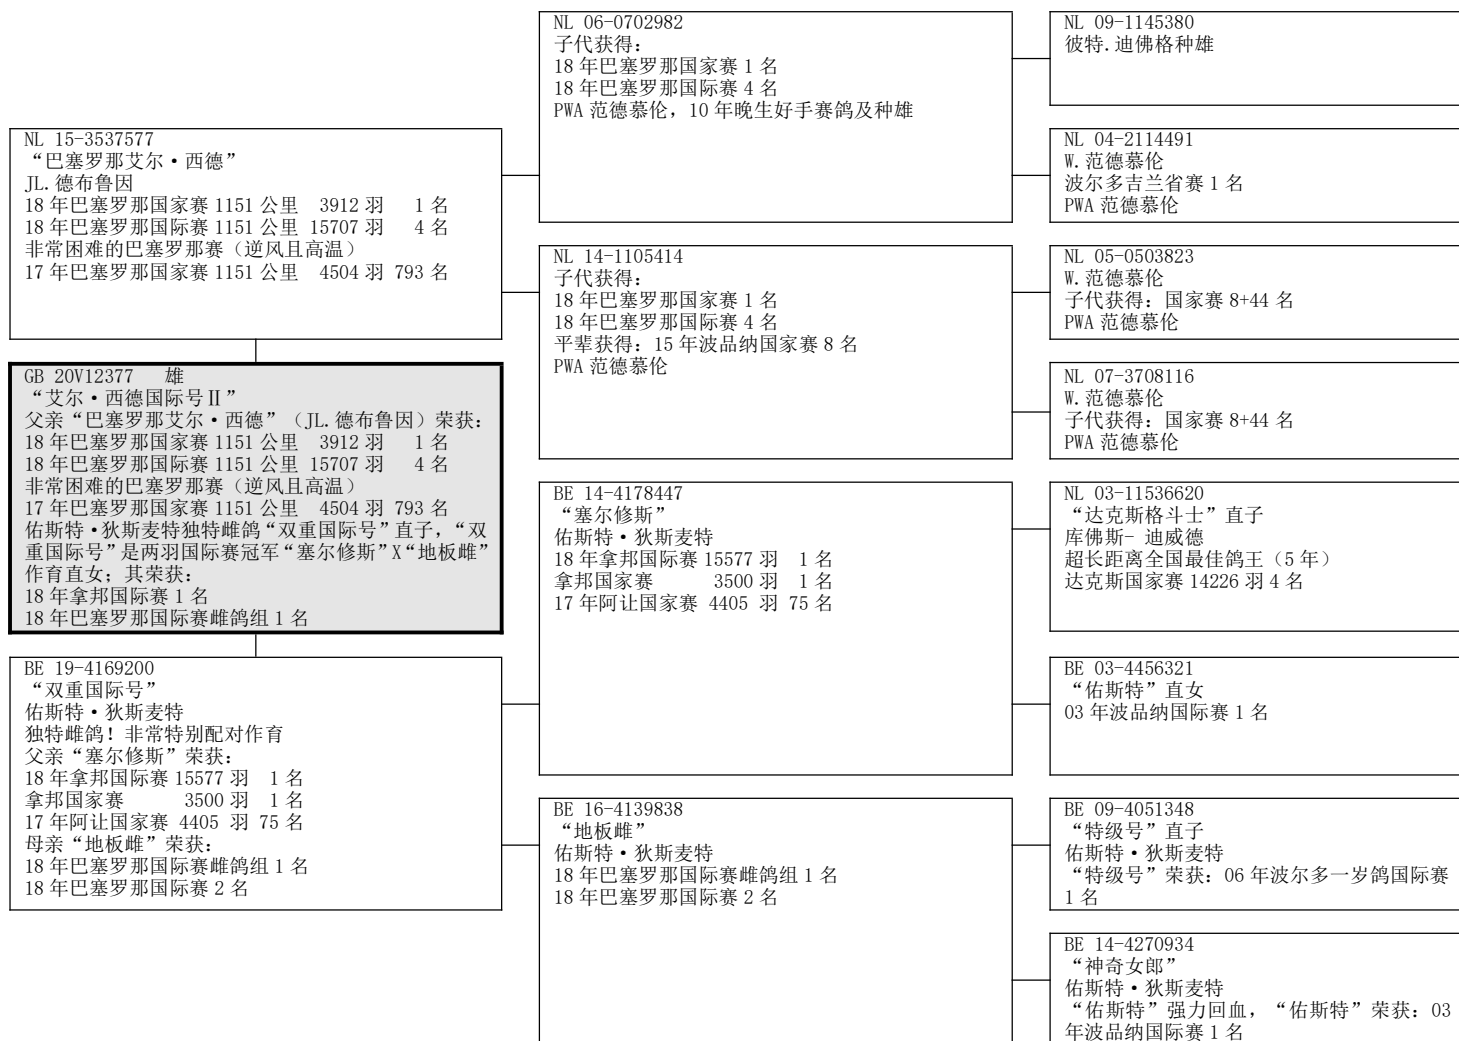 NL 15-3537577
“巴塞罗那艾尔·西德”
JL.德布鲁因
18 年巴塞罗那国家赛 1151 公里 3912 羽 1 名
18 年巴塞罗那国际赛 1151 公里 15707 羽 4 名
非常困难的巴塞罗那赛（逆风且高温）
17 年巴塞罗那国家赛 1151 公里 4504 羽 793 名
GB 20V12377 雄
“艾尔·西德国际号Ⅱ”
父亲“巴塞罗那艾尔·西德”（JL.德布鲁因）荣获：
18 年巴塞罗那国家赛 1151 公里 3912 羽 1 名
18 年巴塞罗那国际赛 1151 公里 15707 羽 4 名
非常困难的巴塞罗那赛（逆风且高温）
17 年巴塞罗那国家赛 1151 公里 4504 羽 793 名
佑斯特·狄斯麦特独特雌鸽“双重国际号”直子，“双
重国际号”是两羽国际赛冠军“塞尔修斯”X“地板雌”
作育直女；其荣获：
18 年拿邦国际赛 1 名
18 年巴塞罗那国际赛雌鸽组 1 名
BE 19-4169200
“双重国际号”
佑斯特·狄斯麦特
独特雌鸽！非常特别配对作育
父亲“塞尔修斯”荣获：
18 年拿邦国际赛 15577 羽 1 名
拿邦国家赛 3500 羽 1 名
17 年阿让国家赛 4405 羽 75 名
母亲“地板雌”荣获：
18 年巴塞罗那国际赛雌鸽组 1 名
18 年巴塞罗那国际赛 2 名
NL 06-0702982
子代获得：
18 年巴塞罗那国家赛 1 名
18 年巴塞罗那国际赛 4 名
PWA 范德慕伦，10 年晚生好手赛鸽及种雄
NL 14-1105414
子代获得：
18 年巴塞罗那国家赛 1 名
18 年巴塞罗那国际赛 4 名
平辈获得：15 年波品纳国家赛 8 名
PWA 范德慕伦
BE 14-4178447
“塞尔修斯”
佑斯特·狄斯麦特
18 年拿邦国际赛 15577 羽 1 名
拿邦国家赛 3500 羽 1 名
17 年阿让国家赛 4405 羽 75 名
BE 16-4139838
“地板雌”
佑斯特·狄斯麦特
18 年巴塞罗那国际赛雌鸽组 1 名
18 年巴塞罗那国际赛 2 名
NL 09-1145380
彼特.迪佛格种雄
NL 04-2114491
W.范德慕伦
波尔多吉兰省赛 1 名
PWA 范德慕伦
NL 05-0503823
W.范德慕伦
子代获得：国家赛 8+44 名
PWA 范德慕伦
NL 07-3708116
W.范德慕伦
子代获得：国家赛 8+44 名
PWA 范德慕伦
NL 03-11536620
“达克斯格斗士”直子
库佛斯- 迪威德
超长距离全国最佳鸽王（5 年）
达克斯国家赛 14226 羽 4 名
BE 03-4456321
“佑斯特”直女
03 年波品纳国际赛 1 名
BE 09-4051348
“特级号”直子
佑斯特·狄斯麦特
“特级号”荣获：06 年波尔多一岁鸽国际赛
1 名
BE 14-4270934
“神奇女郎”
佑斯特·狄斯麦特
“佑斯特”强力回血，“佑斯特”荣获：03
年波品纳国际赛 1 名